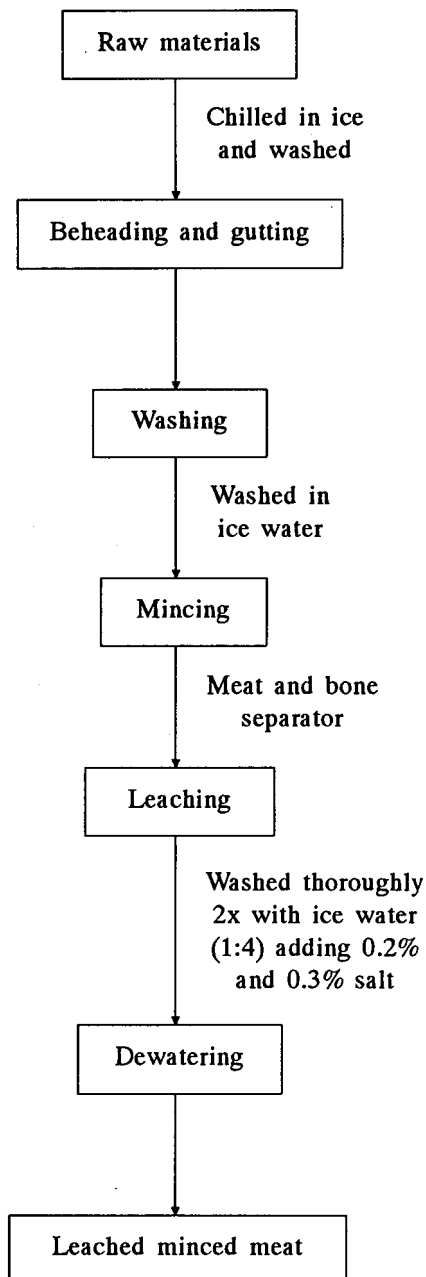 Raw materials
Chilled in ice
and washed
Beheading and gutting
Washing
Washed in
ice water
Mincing
Meat and bone
separator
Leaching
Washed thoroughly
2x with ice water
(1:4) adding 0.2%
and 0.3% salt
Dewatering
Leached minced meat